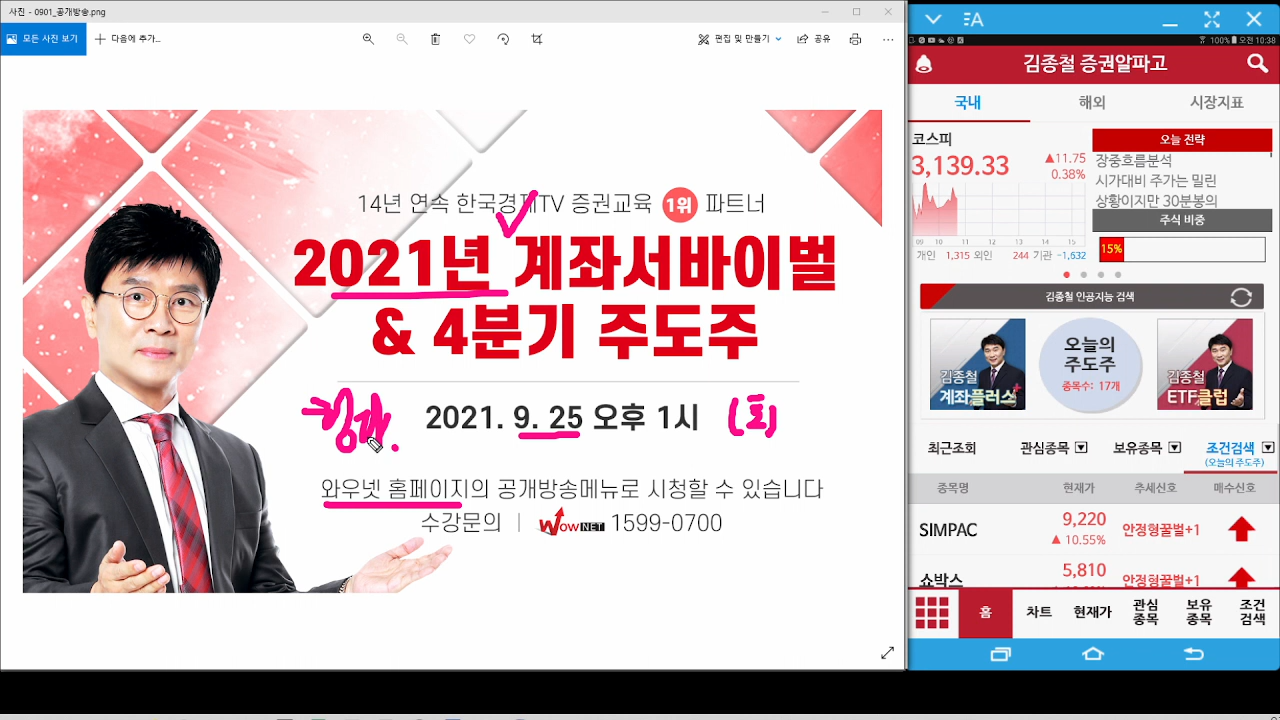 사진 - 0901_공개방송.png
모든 사진 보기
다음에 추가...
편집 및 만들기
공유
14년 연속 한국경제TV 증권교육 1위 파트너
2021년 계좌서바이벌
& 4분기 주도주
2021. 9. 25 오후 1시 (토)
와우넷 홈페이지의 공개방송메뉴로 시청할 수 있습니다
수강문의 | WOWNET 1599-0700
100% 오전 10:38
김종철 증권알파고
국내 해외 시장지표
코스피
3,139.33
▲11.75
0.38%
09 10 11 12 13 14 15
개인 1,315 외인 244 기관 -1,632
오늘 전략
장중흐름분석
시가대비 주가는 밀린
상황이지만 30분봉의
주식 비중
15%
김종철 인공지능 검색
김종철
계좌플러스+
오늘의
주도주
종목수: 17개
김종철
ETF클럽
최근조회 관심종목 보유종목 조건검색
(오늘의 주도주)
종목명 현재가 추세신호 매수신호
SIMPAC 9,220 안정형꿀벌+1
▲ 10.55%
쇼박스 5,810 안정형꿀벌+1
홈 차트 현재가 관심종목 보유종목 조건검색